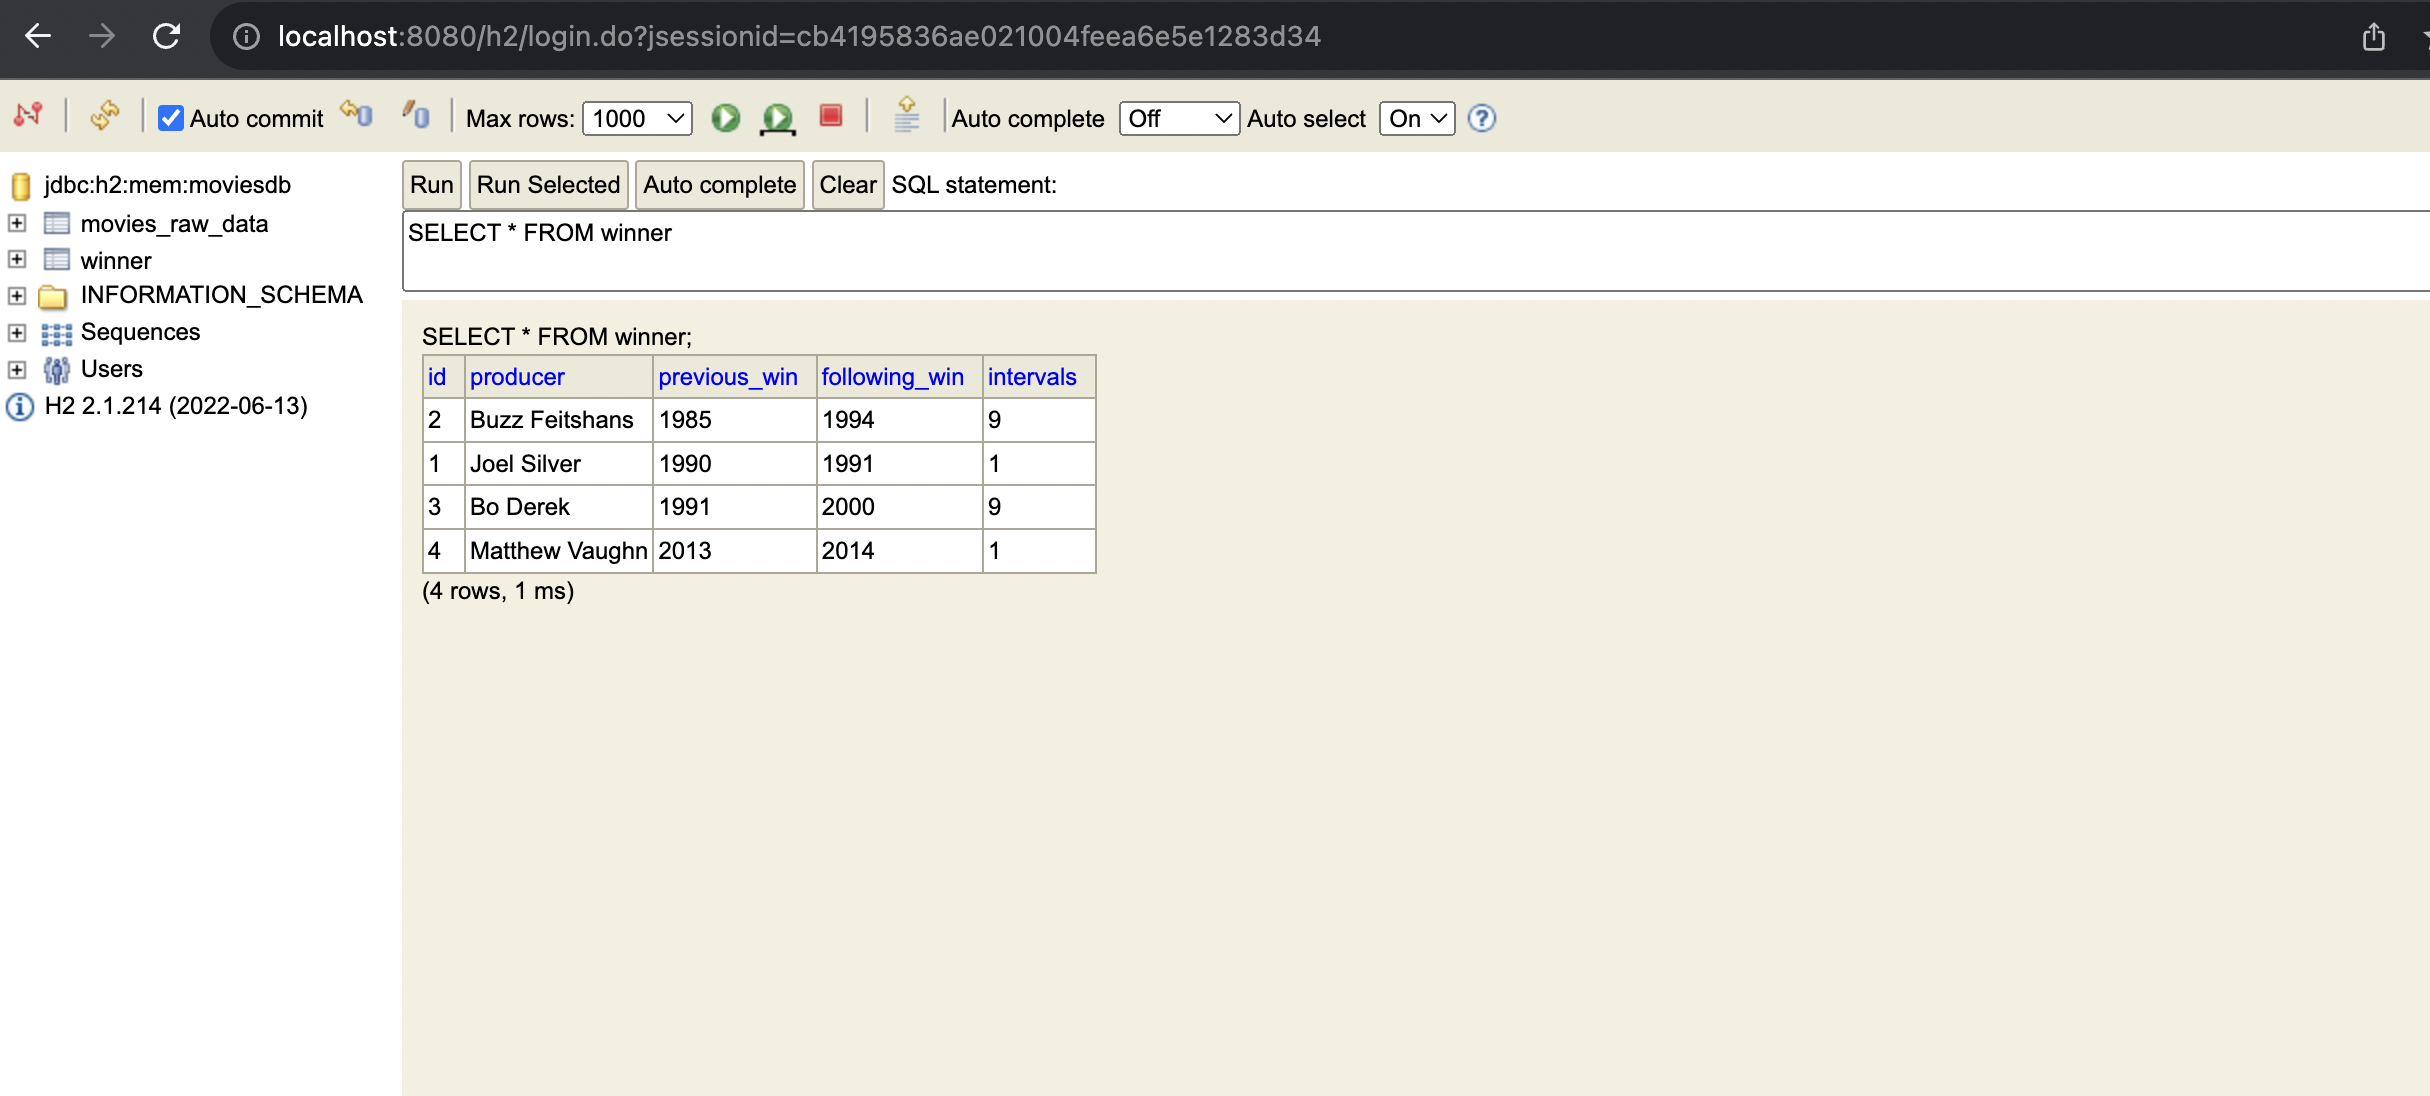 localhost:8080/h2/login.do?jsessionid=cb4195836ae021004feea6e5e1283d34
Auto commit Max rows: 1000 Auto complete Off Auto select On ?
jdbc:h2:mem:moviesdb
movies_raw_data
winner
INFORMATION_SCHEMA
Sequences
Users
H2 2.1.214 (2022-06-13)
Run Run Selected Auto complete Clear SQL statement:
SELECT * FROM winner
SELECT * FROM winner;
id producer previous_win following_win intervals
2 Buzz Feitshans 1985 1994 9
1 Joel Silver 1990 1991 1
3 Bo Derek 1991 2000 9
4 Matthew Vaughn 2013 2014 1
(4 rows, 1 ms)